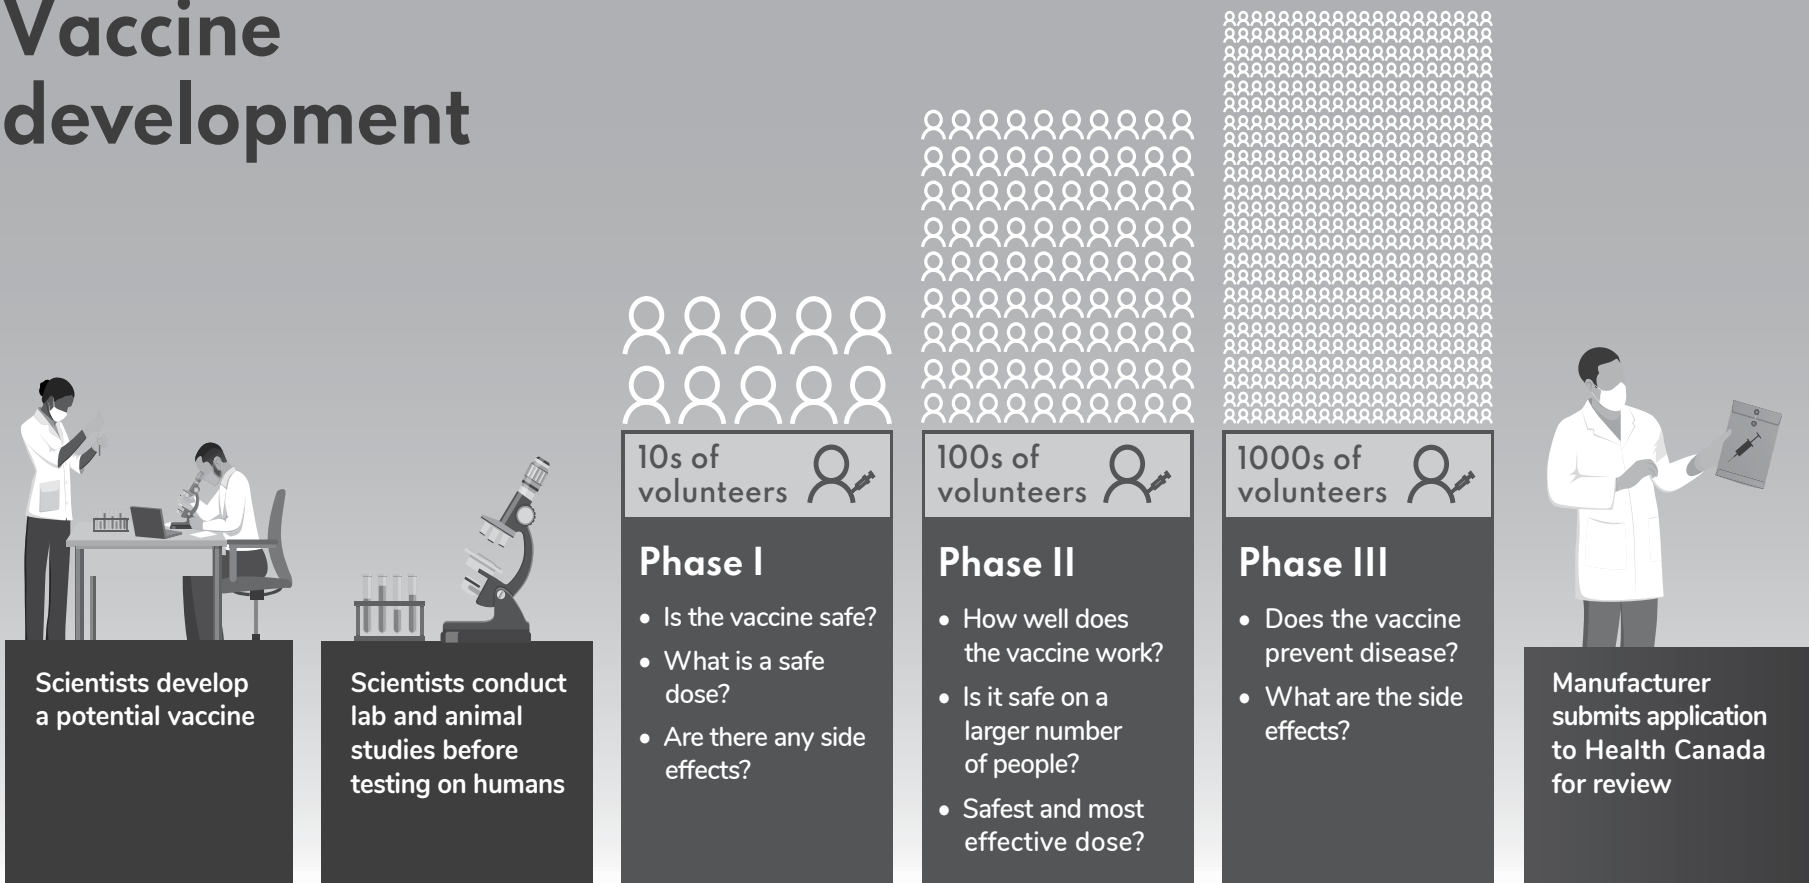 Vaccine
development
Scientists develop
a potential vaccine
Scientists conduct
lab and animal
studies before
testing on humans
10s of
volunteers
Phase I
• Is the vaccine safe?
• What is a safe
dose?
• Are there any side
effects?
100s of
volunteers
Phase II
• How well does
the vaccine work?
• Is it safe on a
larger number
of people?
• Safest and most
effective dose?
1000s of
volunteers
Phase III
• Does the vaccine
prevent disease?
• What are the side
effects?
Manufacturer
submits application
to Health Canada
for review